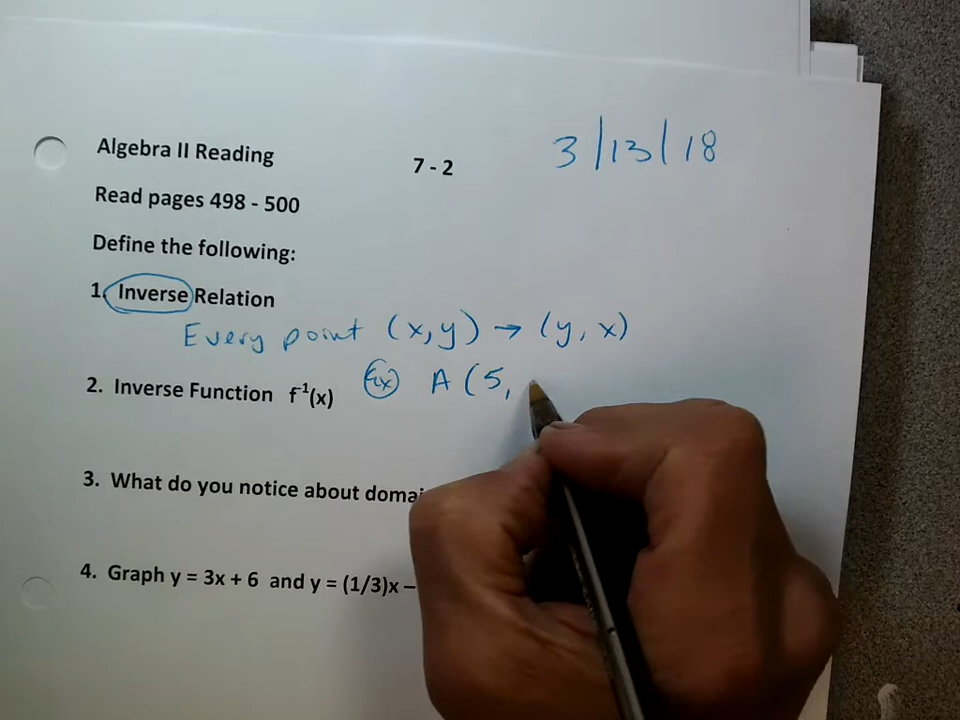 Algebra II Reading 7 - 2 3/13/18
Read pages 498 - 500
Define the following:
1. Inverse Relation
Every point (x,y) → (y, x)
2. Inverse Function f⁻¹(x) Ex A (5,
3. What do you notice about
4. Graph y = 3x + 6 and y = (1/3)x –